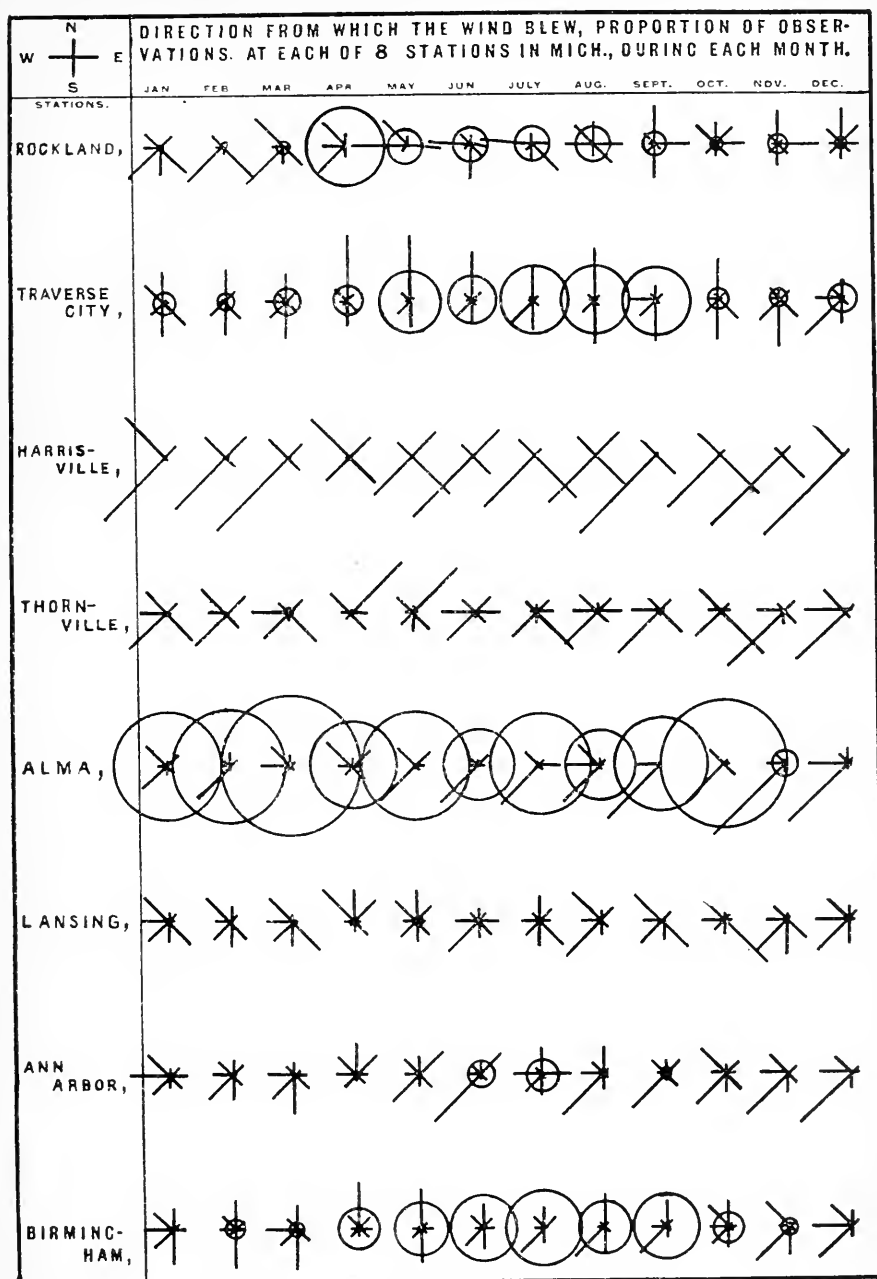 N
W E
S
DIRECTION FROM WHICH THE WIND BLEW, PROPORTION OF OBSER-
VATIONS. AT EACH OF 8 STATIONS IN MICH., DURING EACH MONTH.
JAN FEB MAR APR MAY JUN JULY AUG. SEPT. OCT. NOV. DEC.
STATIONS.
ROCKLAND,
TRAVERSE
CITY,
HARRIS-
VILLE,
THORN-
VILLE,
ALMA,
LANSING,
ANN
ARBOR,
BIRMING-
HAM,